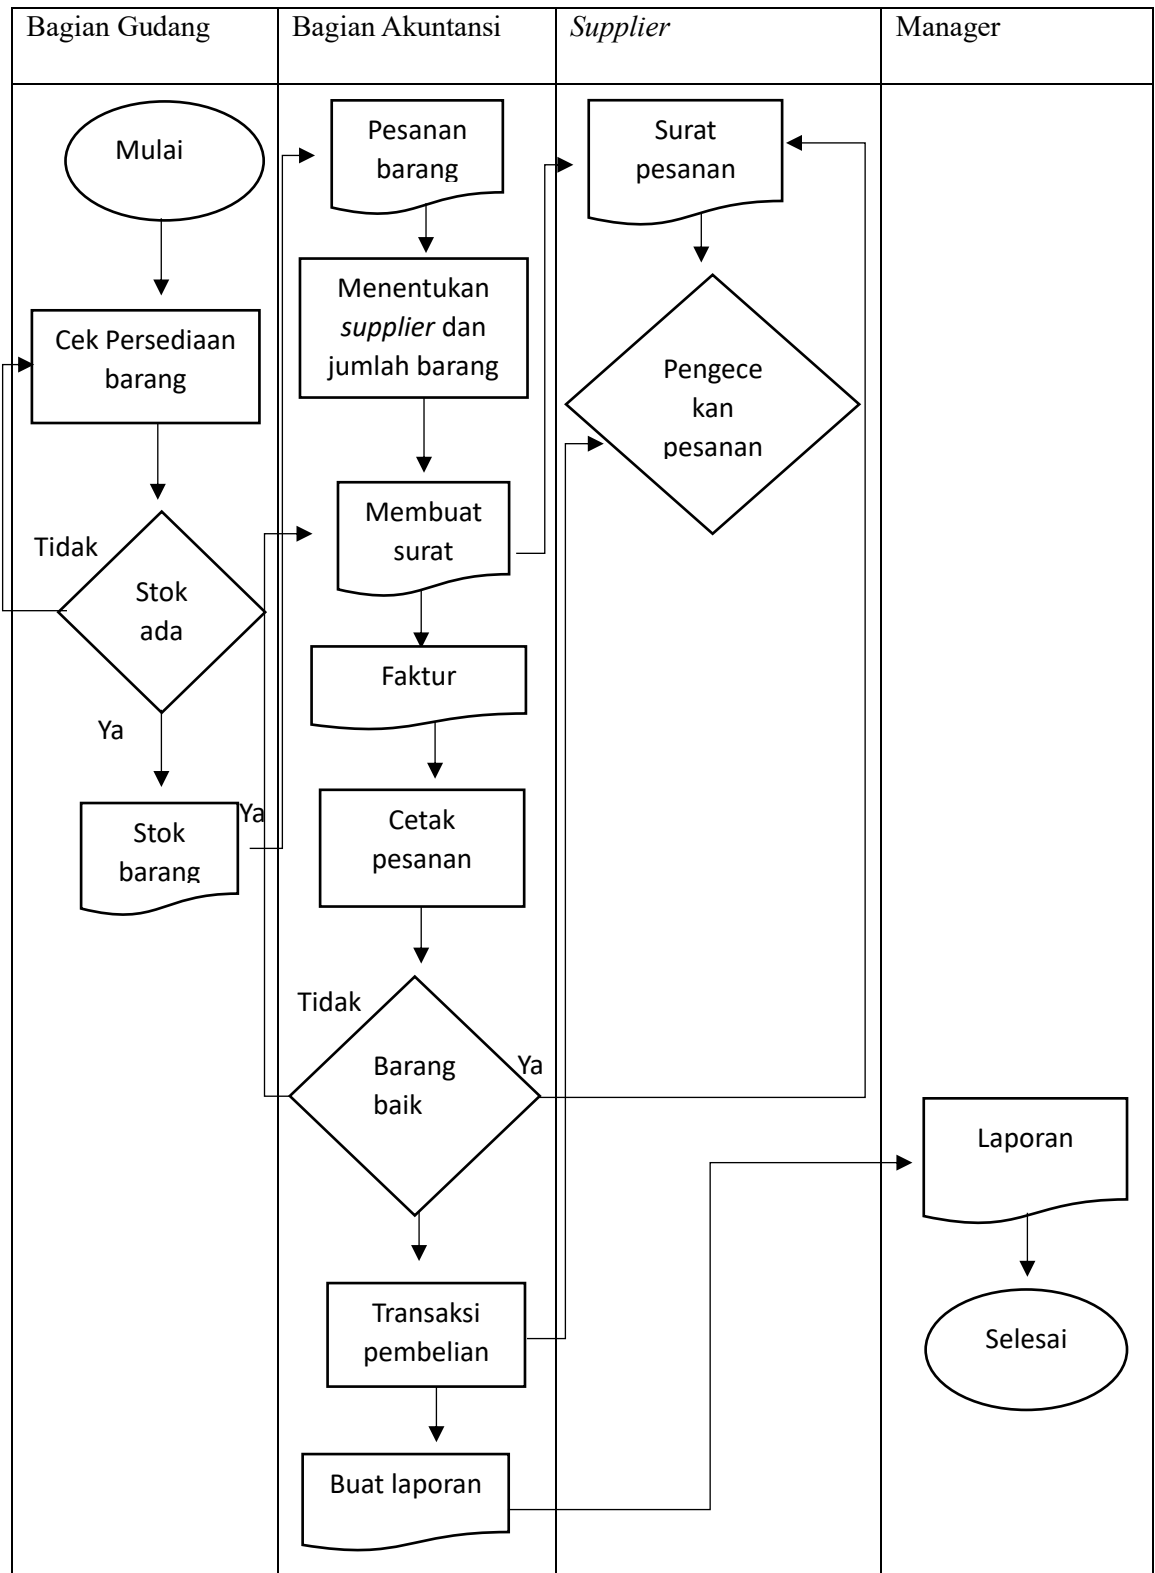 Bagian Gudang
Bagian Akuntansi
Supplier
Manager
Mulai
Cek Persediaan
barang
Tidak
Stok
ada
Ya
Stok
barang
Ya
Pesanan
barang
Menentukan
supplier dan
jumlah barang
Membuat
surat
Faktur
Cetak
pesanan
Tidak
Barang
baik
Ya
Transaksi
pembelian
Buat laporan
Surat
pesanan
Pengece
kan
pesanan
Laporan
Selesai